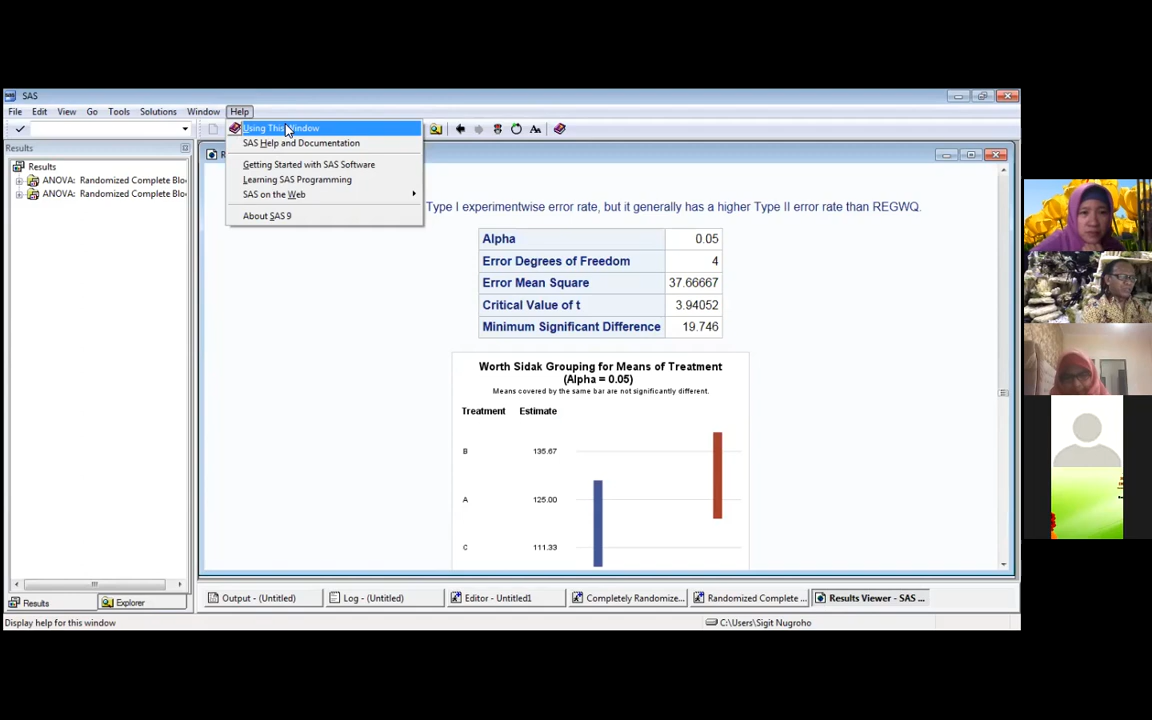 SAS
File Edit View Go Tools Solutions Window Help
Using This Window
SAS Help and Documentation
Getting Started with SAS Software
Learning SAS Programming
SAS on the Web
About SAS 9
Results
Results
ANOVA: Randomized Complete Blo
ANOVA: Randomized Complete Blo
Type I experimentwise error rate, but it generally has a higher Type II error rate than REGWQ.
Alpha 0.05
Error Degrees of Freedom 4
Error Mean Square 37.66667
Critical Value of t 3.94052
Minimum Significant Difference 19.746
Worth Sidak Grouping for Means of Treatment
(Alpha = 0.05)
Means covered by the same bar are not significantly different.
Treatment Estimate
B 135.67
A 125.00
C 111.33
Results Explorer
Output - (Untitled) Log - (Untitled) Editor - Untitled1 Completely Randomize... Randomized Complete ... Results Viewer - SAS ...
Display help for this window C:\Users\Sigit Nugroho